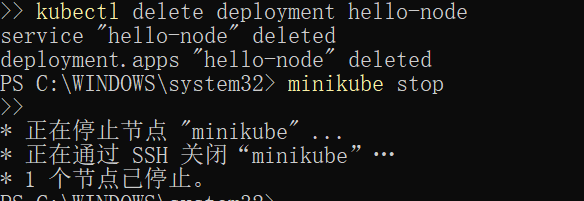 >> kubectl delete deployment hello-node
service "hello-node" deleted
deployment.apps "hello-node" deleted
PS C:\WINDOWS\system32> minikube stop
>>
* 正在停止节点 "minikube" ...
* 正在通过 SSH 关闭“minikube”…
* 1 个节点已停止。
PS C:\WINDOWS\system32>